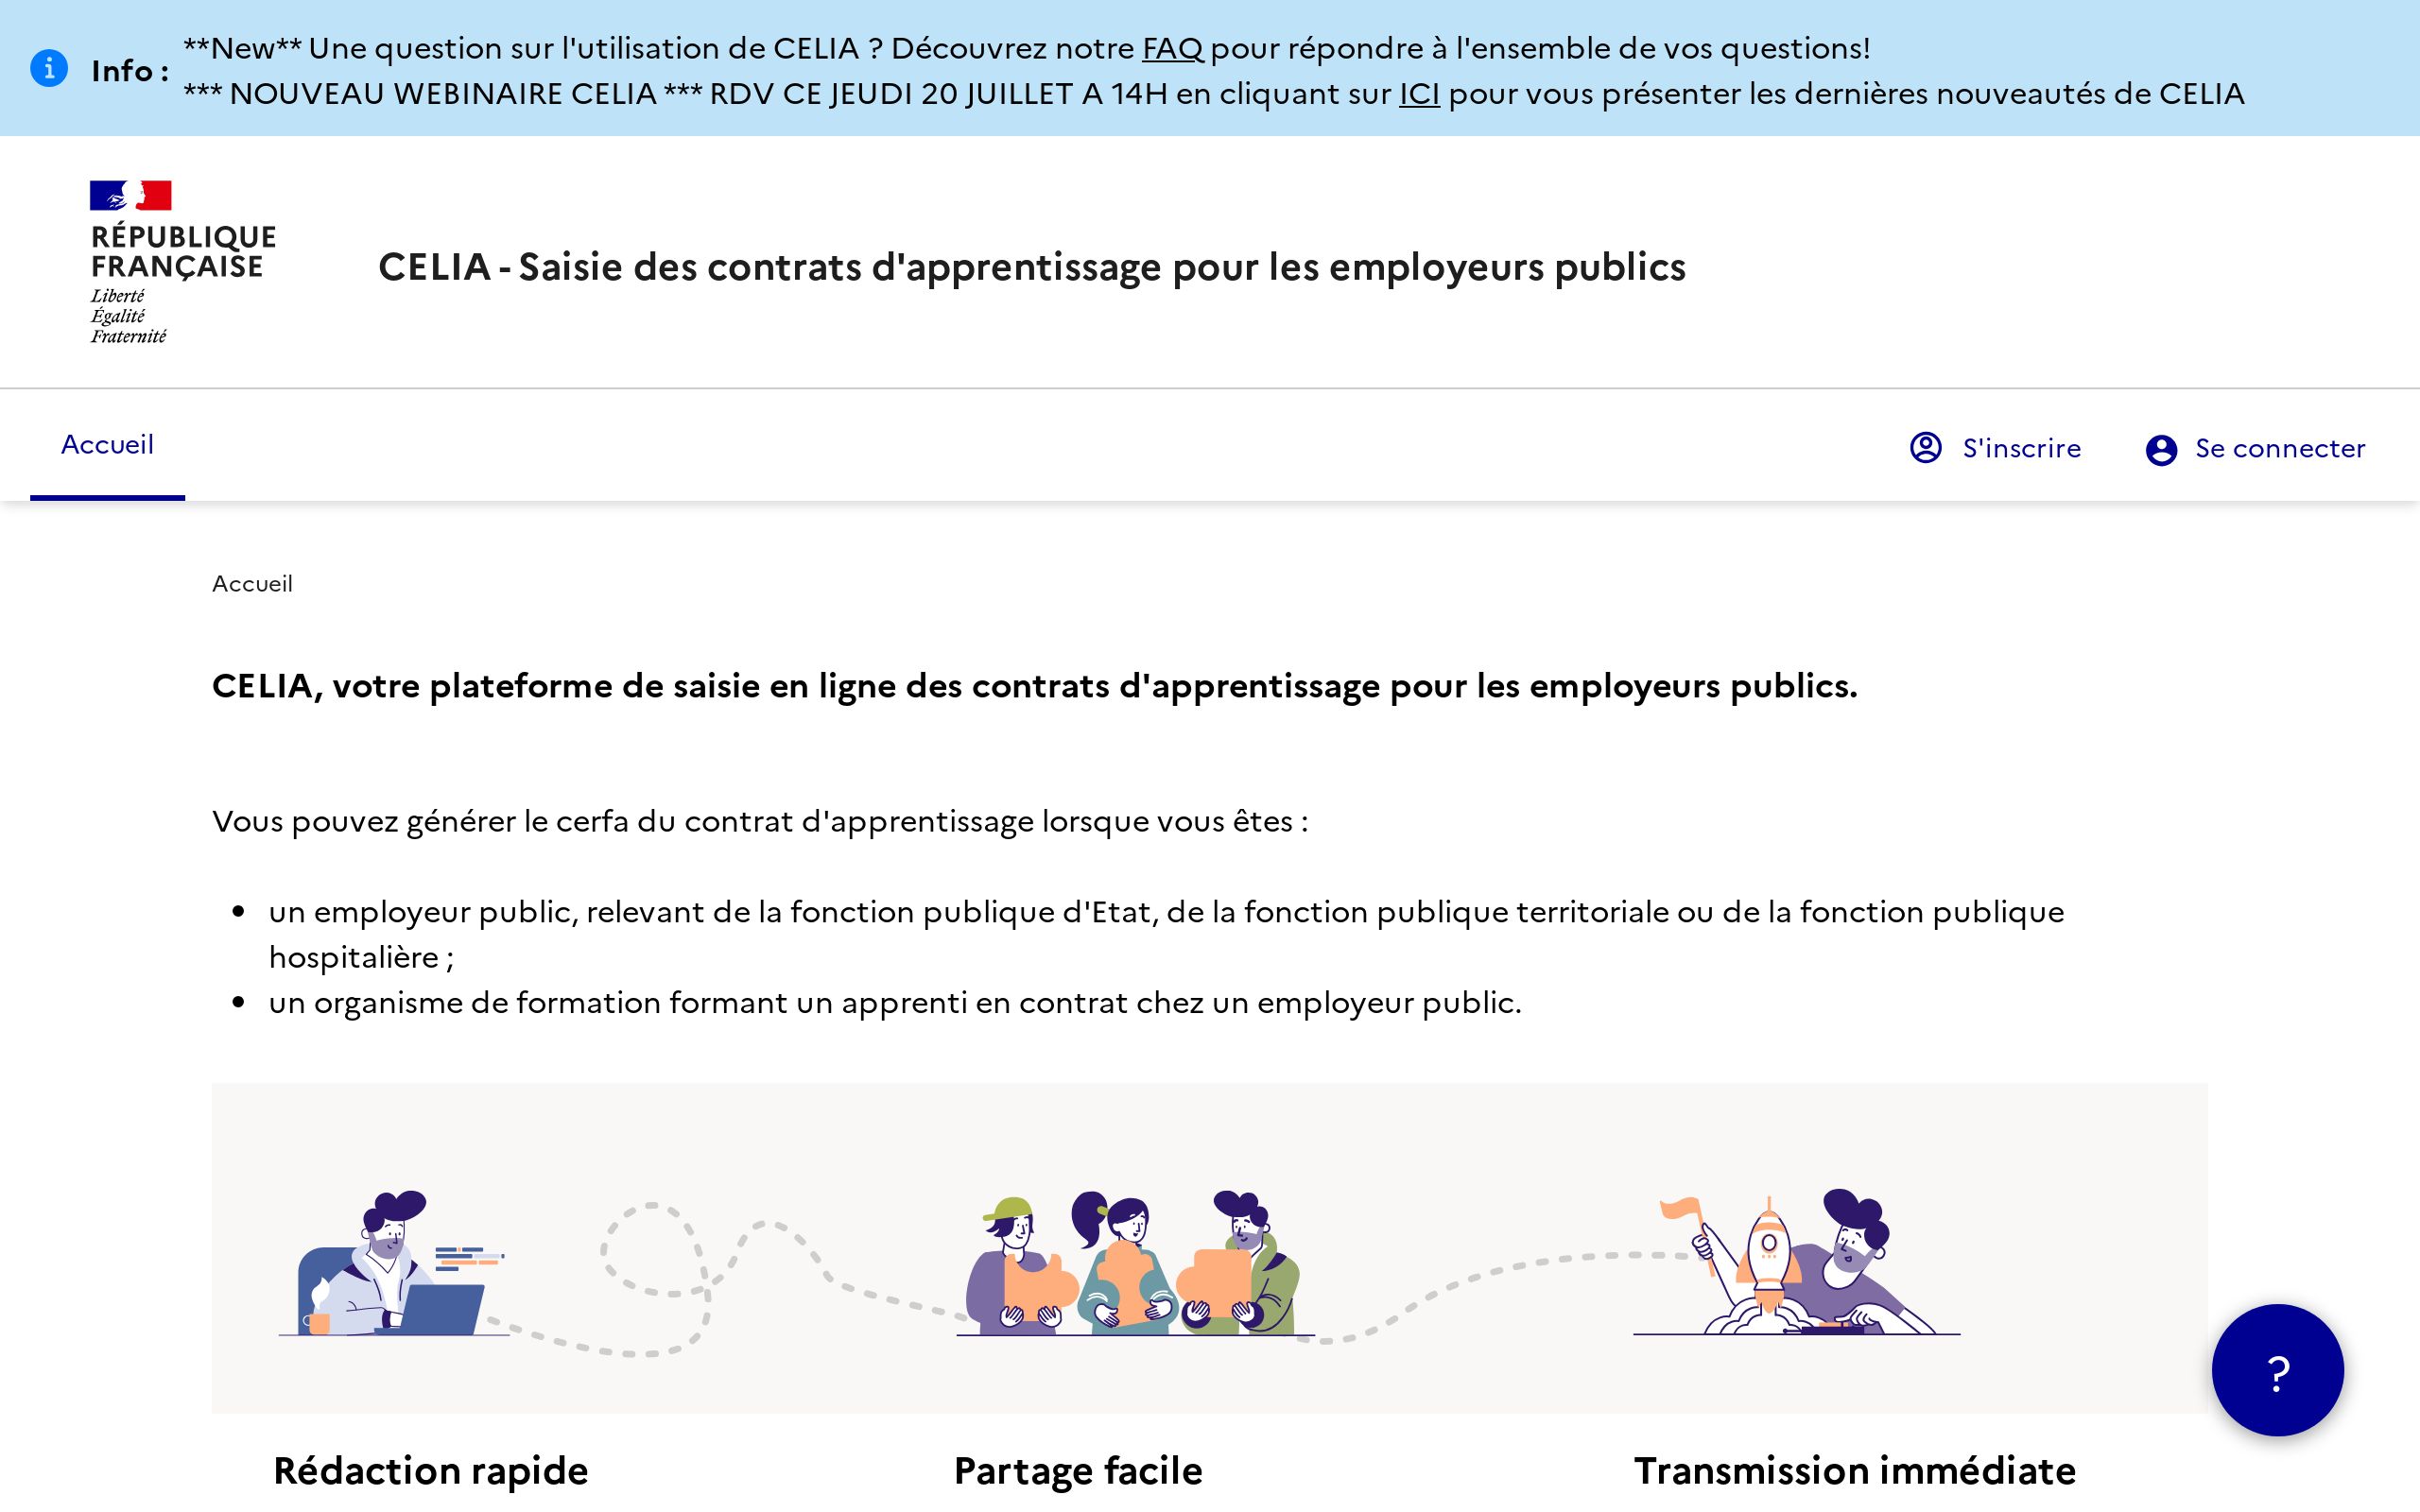 Info :
**New** Une question sur l'utilisation de CELIA ? Découvrez notre FAQ pour répondre à l'ensemble de vos questions!
*** NOUVEAU WEBINAIRE CELIA *** RDV CE JEUDI 20 JUILLET A 14H en cliquant sur ICI pour vous présenter les dernières nouveautés de CELIA
RÉPUBLIQUE
FRANÇAISE
Liberté
Égalité
Fraternité
CELIA - Saisie des contrats d'apprentissage pour les employeurs publics
Accueil
S'inscrire
Se connecter
Accueil
CELIA, votre plateforme de saisie en ligne des contrats d'apprentissage pour les employeurs publics.
Vous pouvez générer le cerfa du contrat d'apprentissage lorsque vous êtes :
• un employeur public, relevant de la fonction publique d'Etat, de la fonction publique territoriale ou de la fonction publique
hospitalière ;
• un organisme de formation formant un apprenti en contrat chez un employeur public.
?
Rédaction rapide
Partage facile
Transmission immédiate